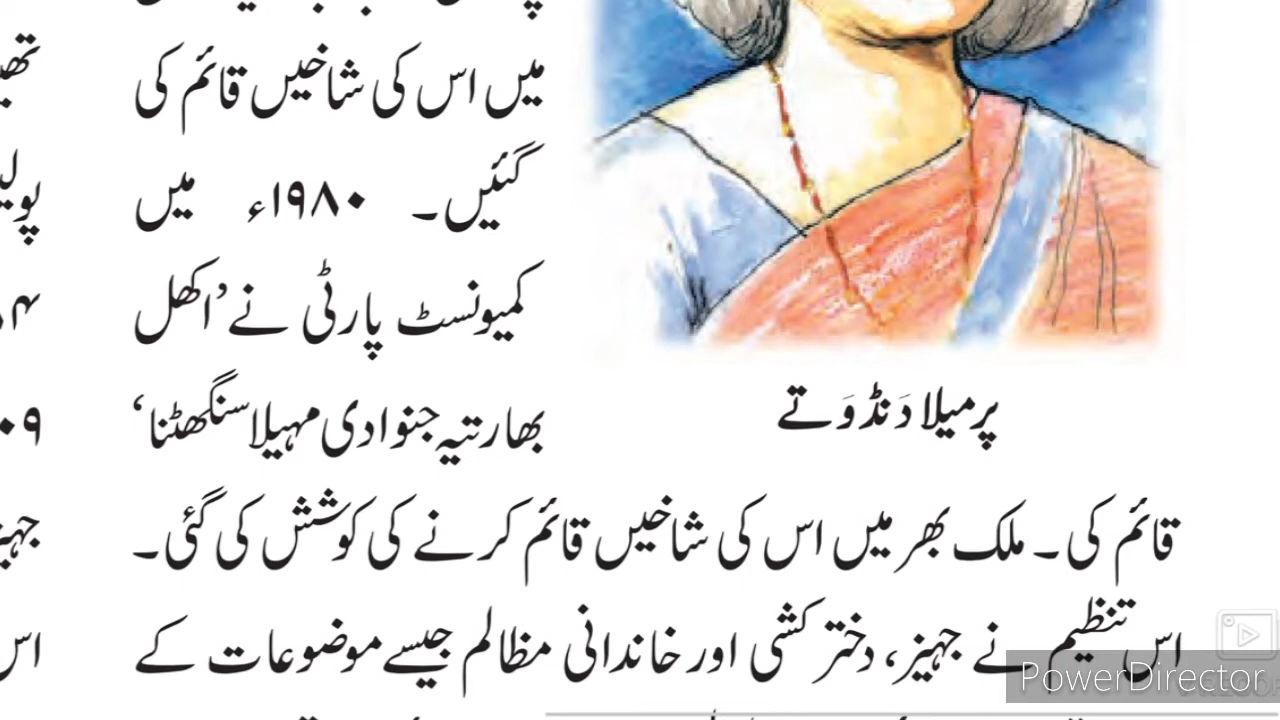 میں اس کی شاخیں قائم کی
گئیں۔ ۱۹۸۰ء میں
کمیونسٹ پارٹی نے 'اکھل
بھارتیہ جنوادی مہیلا سنگھٹنا'
پرمیلا دَنڈوَتے
قائم کی۔ ملک بھر میں اس کی شاخیں قائم کرنے کی کوشش کی گئی۔
اس تنظیم نے جہیز، دختر کشی اور خاندانی مظالم جیسے موضوعات کے
PowerDirector